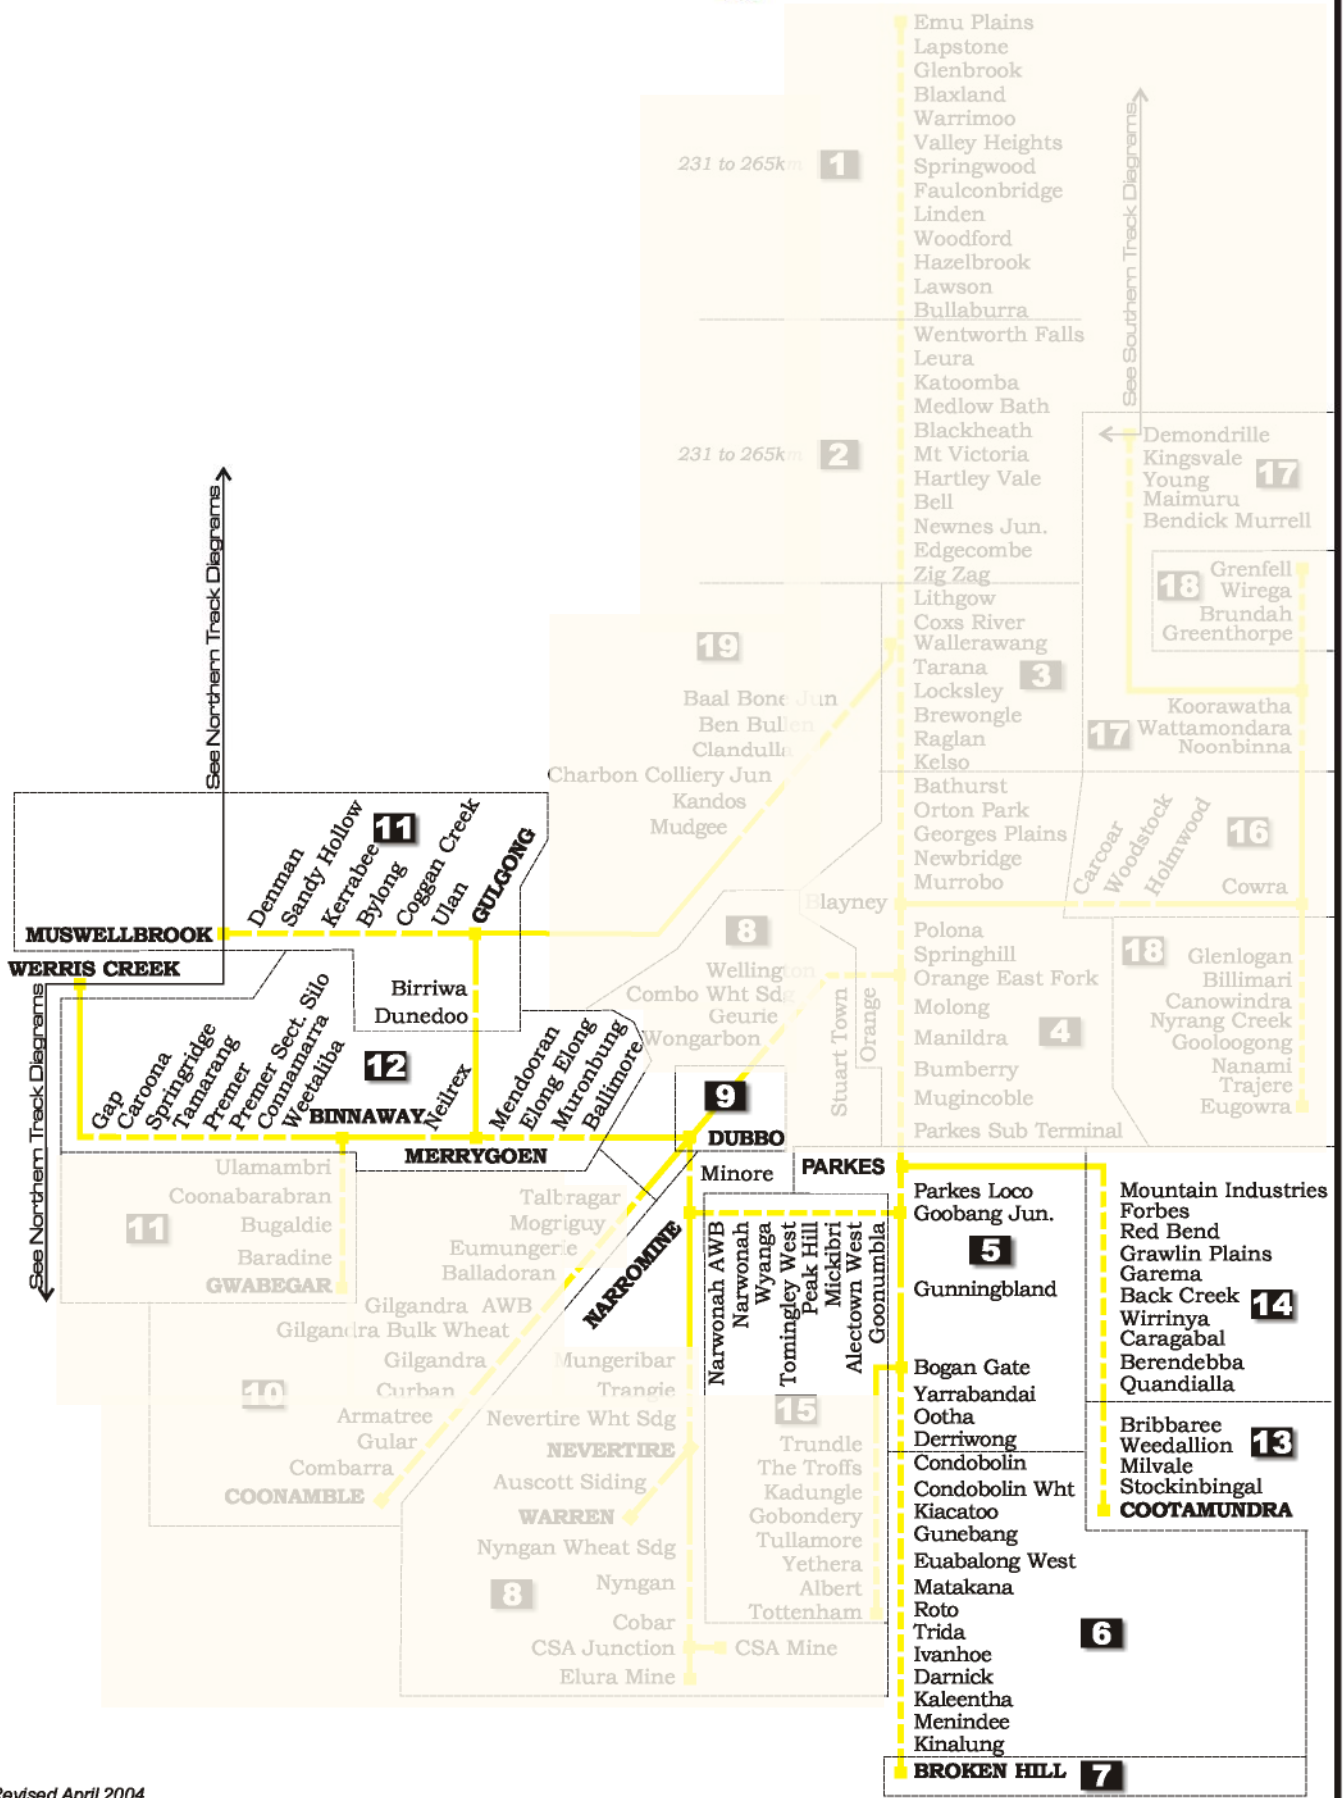 Emu Plains
Lapstone
Glenbrook
Blaxland
Warrimoo
Valley Heights
231 to 265km
1
Springwood
Faulconbridge
Linden
Woodford
Hazelbrook
Lawson
Bullaburra
See Southern Track Diagrams
Wentworth Falls
Leura
Katoomba
Medlow Bath
Blackheath
231 to 265km
2
Mt Victoria
Hartley Vale
Bell
Newnes Jun.
Edgecombe
Zig Zag
Demondrille
Kingsvale
17
Young
Maimuru
Bendick Murrell
Grenfell
18
Wirega
Brundah
Greenthorpe
Lithgow
Coxs River
Wallerawang
Tarana
3
Locksley
Brewongle
Raglan
Kelso
19
Baal Bone Jun
Ben Bullen
Clandulla
Charbon Colliery Jun
Kandos
Mudgee
Koorawatha
17
Wattamondara
Noonbinna
Bathurst
Orton Park
Georges Plains
Newbridge
Murrobo
Blayney
Carcoar
Woodstock
Holmwood
16
Cowra
See Northern Track Diagrams
11
Denman
Sandy Hollow
Kerrabee
Bylong
Coggan Creek
Ulan
GULGONG
MUSWELLBROOK
WERRIS CREEK
See Northern Track Diagrams
Birriwa
Dunedoo
8
Wellington
Combo Wht Sdg
Geurie
Wongarbon
Stuart Town
Orange
Polona
Springhill
Orange East Fork
Molong
Manildra
4
Bumberry
Mugincoble
Parkes Sub Terminal
18
Glenlogan
Billimari
Canowindra
Nyrang Creek
Gooloogong
Nanami
Trajere
Eugowra
Gap
Caroona
Springridge
Tamarang
Premer
Premer Sect. Silo
Connamarra
Weetaliba
12
BINNAWAY
Neilrex
MERRYGOEN
Mendooran
Elong Elong
Muronbung
Ballimore
9
DUBBO
Minore
PARKES
Ulamambri
Coonabarabran
11
Bugaldie
Baradine
GWABEGAR
Talbragar
Mogriguy
Eumungerie
Balladoran
Gilgandra AWB
Gilgandra Bulk Wheat
Gilgandra
10
Curban
Armatree
Gular
Combarra
COONAMBLE
NARROMINE
Narwonah AWB
Narwonah
Wyanga
Tomingley West
Peak Hill
Mickibri
Alectown West
Goonumbla
Parkes Loco
Goobang Jun.
5
Gunningbland
Bogan Gate
Yarrabandai
Ootha
Derriwong
Mountain Industries
Forbes
Red Bend
Grawlin Plains
Garema
Back Creek
14
Wirrinya
Caragabal
Berendebba
Quandialla
Bribbaree
Weedallion
13
Milvale
Stockinbingal
COOTAMUNDRA
Mungeribar
Trangie
Nevertire Wht Sdg
NEVERTIRE
Auscott Siding
WARREN
Nyngan Wheat Sdg
8
Nyngan
Cobar
CSA Junction
CSA Mine
Elura Mine
15
Trundle
The Troffs
Kadungle
Gobondery
Tullamore
Yethera
Albert
Tottenham
Condobolin
Condobolin Wht
Kiacatoo
Gunebang
Euabalong West
Matakana
Roto
Trida
6
Ivanhoe
Darnick
Kaleentha
Menindee
Kinalung
BROKEN HILL
7
Revised April 2004